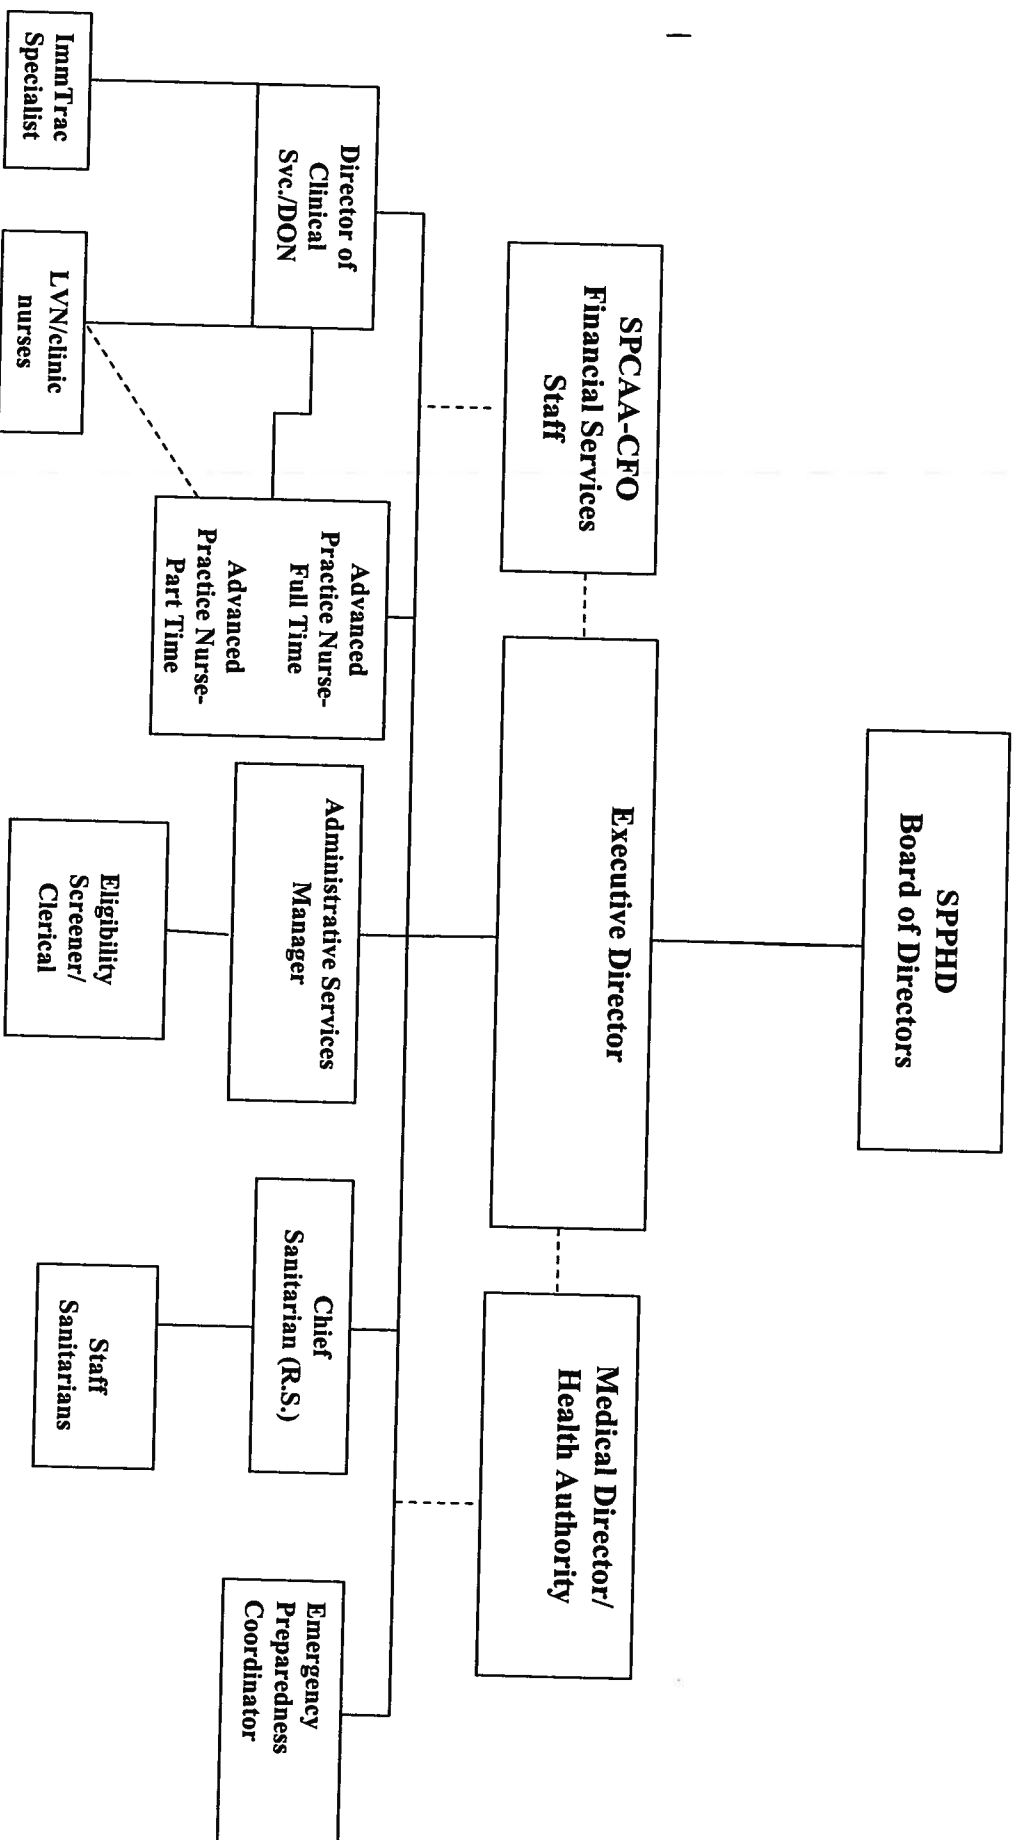 SPPHD
Board of Directors
SPCAA-CFO
Financial Services
Staff
Executive Director
Medical Director/
Health Authority
Director of
Clinical
Svc./DON
Advanced
Practice Nurse-
Full Time
Advanced
Practice Nurse-
Part Time
Administrative Services
Manager
Chief
Sanitarian (R.S.)
Emergency
Preparedness
Coordinator
ImmTrac
Specialist
LVN/clinic
nurses
Eligibility
Screener/
Clerical
Staff
Sanitarians